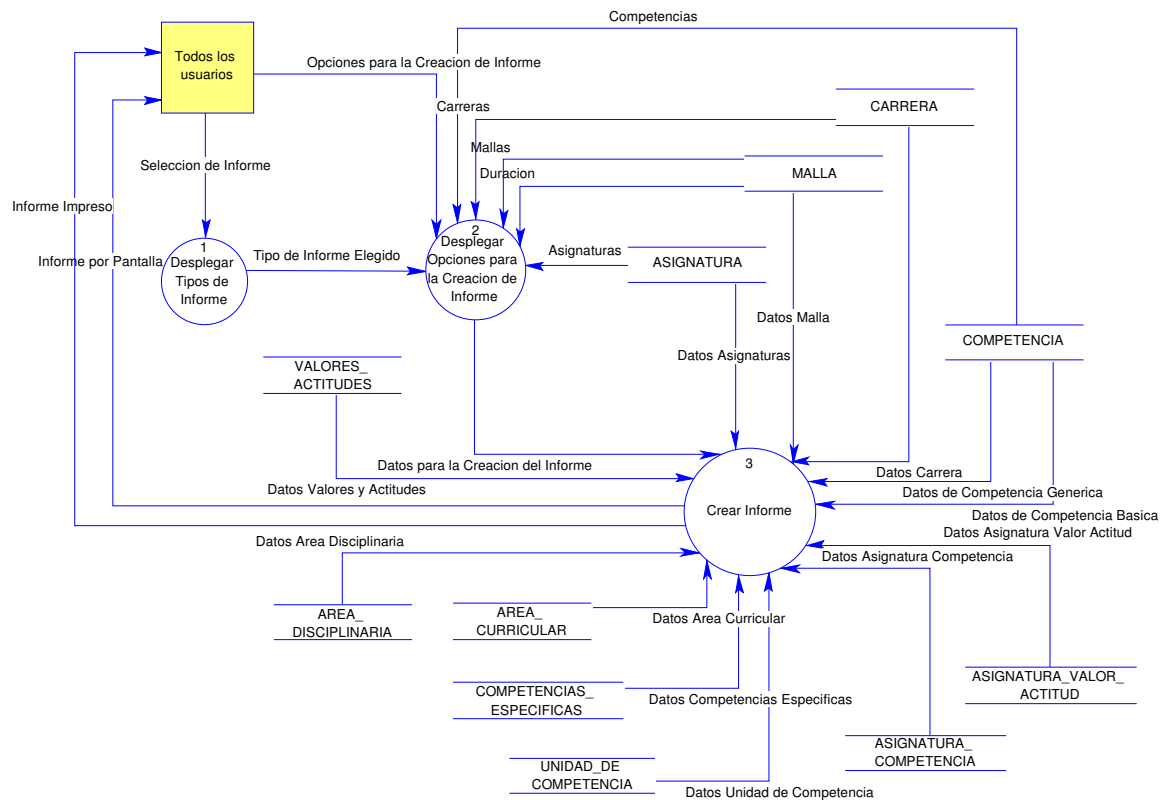 Competencias
Todos los
usuarios
Opciones para la Creacion de Informe
Carreras
CARRERA
Mallas
Duracion
MALLA
Seleccion de Informe
Informe Impreso
Informe por Pantalla
1
Desplegar
Tipos de
Informe
Tipo de Informe Elegido
2
Desplegar
Opciones para
la Creacion de
Informe
Asignaturas
ASIGNATURA
Datos Malla
Datos Asignaturas
COMPETENCIA
VALORES_
ACTITUDES
Datos para la Creacion del Informe
Datos Valores y Actitudes
3
Crear Informe
Datos Carrera
Datos de Competencia Generica
Datos de Competencia Basica
Datos Asignatura Valor Actitud
Datos Asignatura Competencia
Datos Area Disciplinaria
AREA_
DISCIPLINARIA
AREA_
CURRICULAR
Datos Area Curricular
COMPETENCIAS_
ESPECIFICAS
Datos Competencias Especificas
ASIGNATURA_VALOR_
ACTITUD
ASIGNATURA_
COMPETENCIA
UNIDAD_DE
COMPETENCIA
Datos Unidad de Competencia